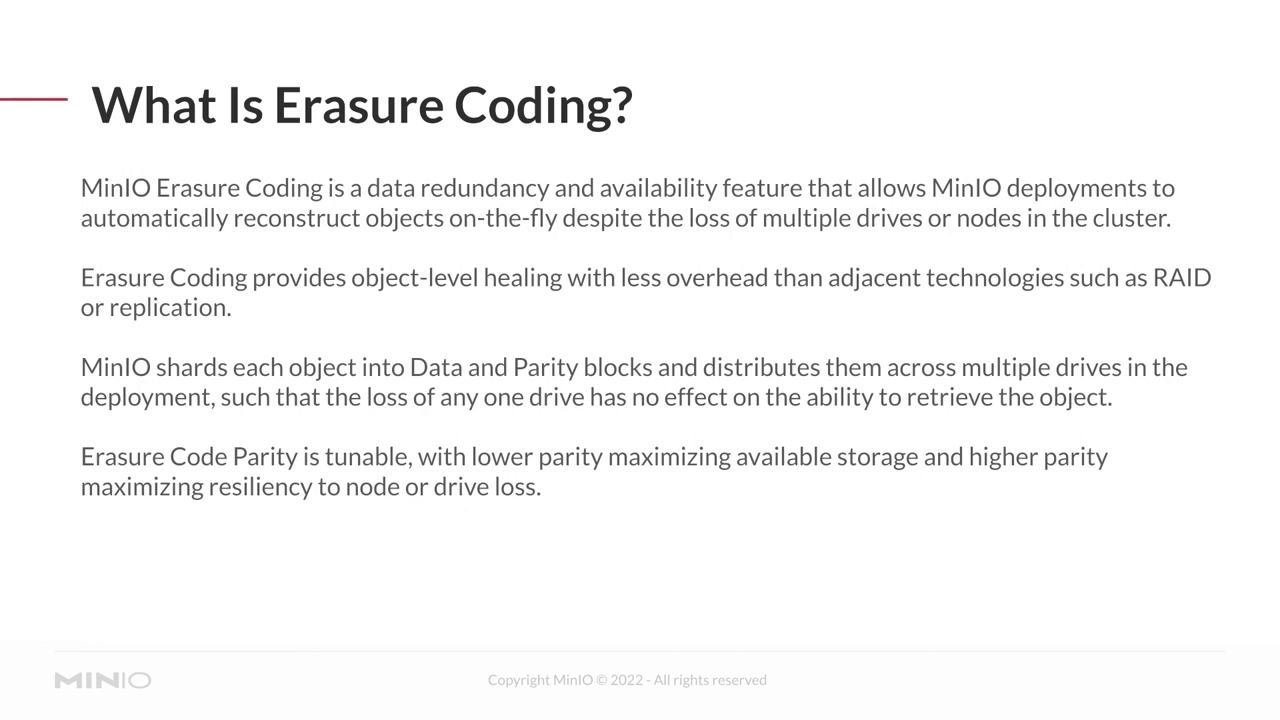 What Is Erasure Coding?
MinIO Erasure Coding is a data redundancy and availability feature that allows MinIO deployments to
automatically reconstruct objects on-the-fly despite the loss of multiple drives or nodes in the cluster.
Erasure Coding provides object-level healing with less overhead than adjacent technologies such as RAID
or replication.
MinIO shards each object into Data and Parity blocks and distributes them across multiple drives in the
deployment, such that the loss of any one drive has no effect on the ability to retrieve the object.
Erasure Code Parity is tunable, with lower parity maximizing available storage and higher parity
maximizing resiliency to node or drive loss.
MINIO
Copyright MinIO © 2022 - All rights reserved